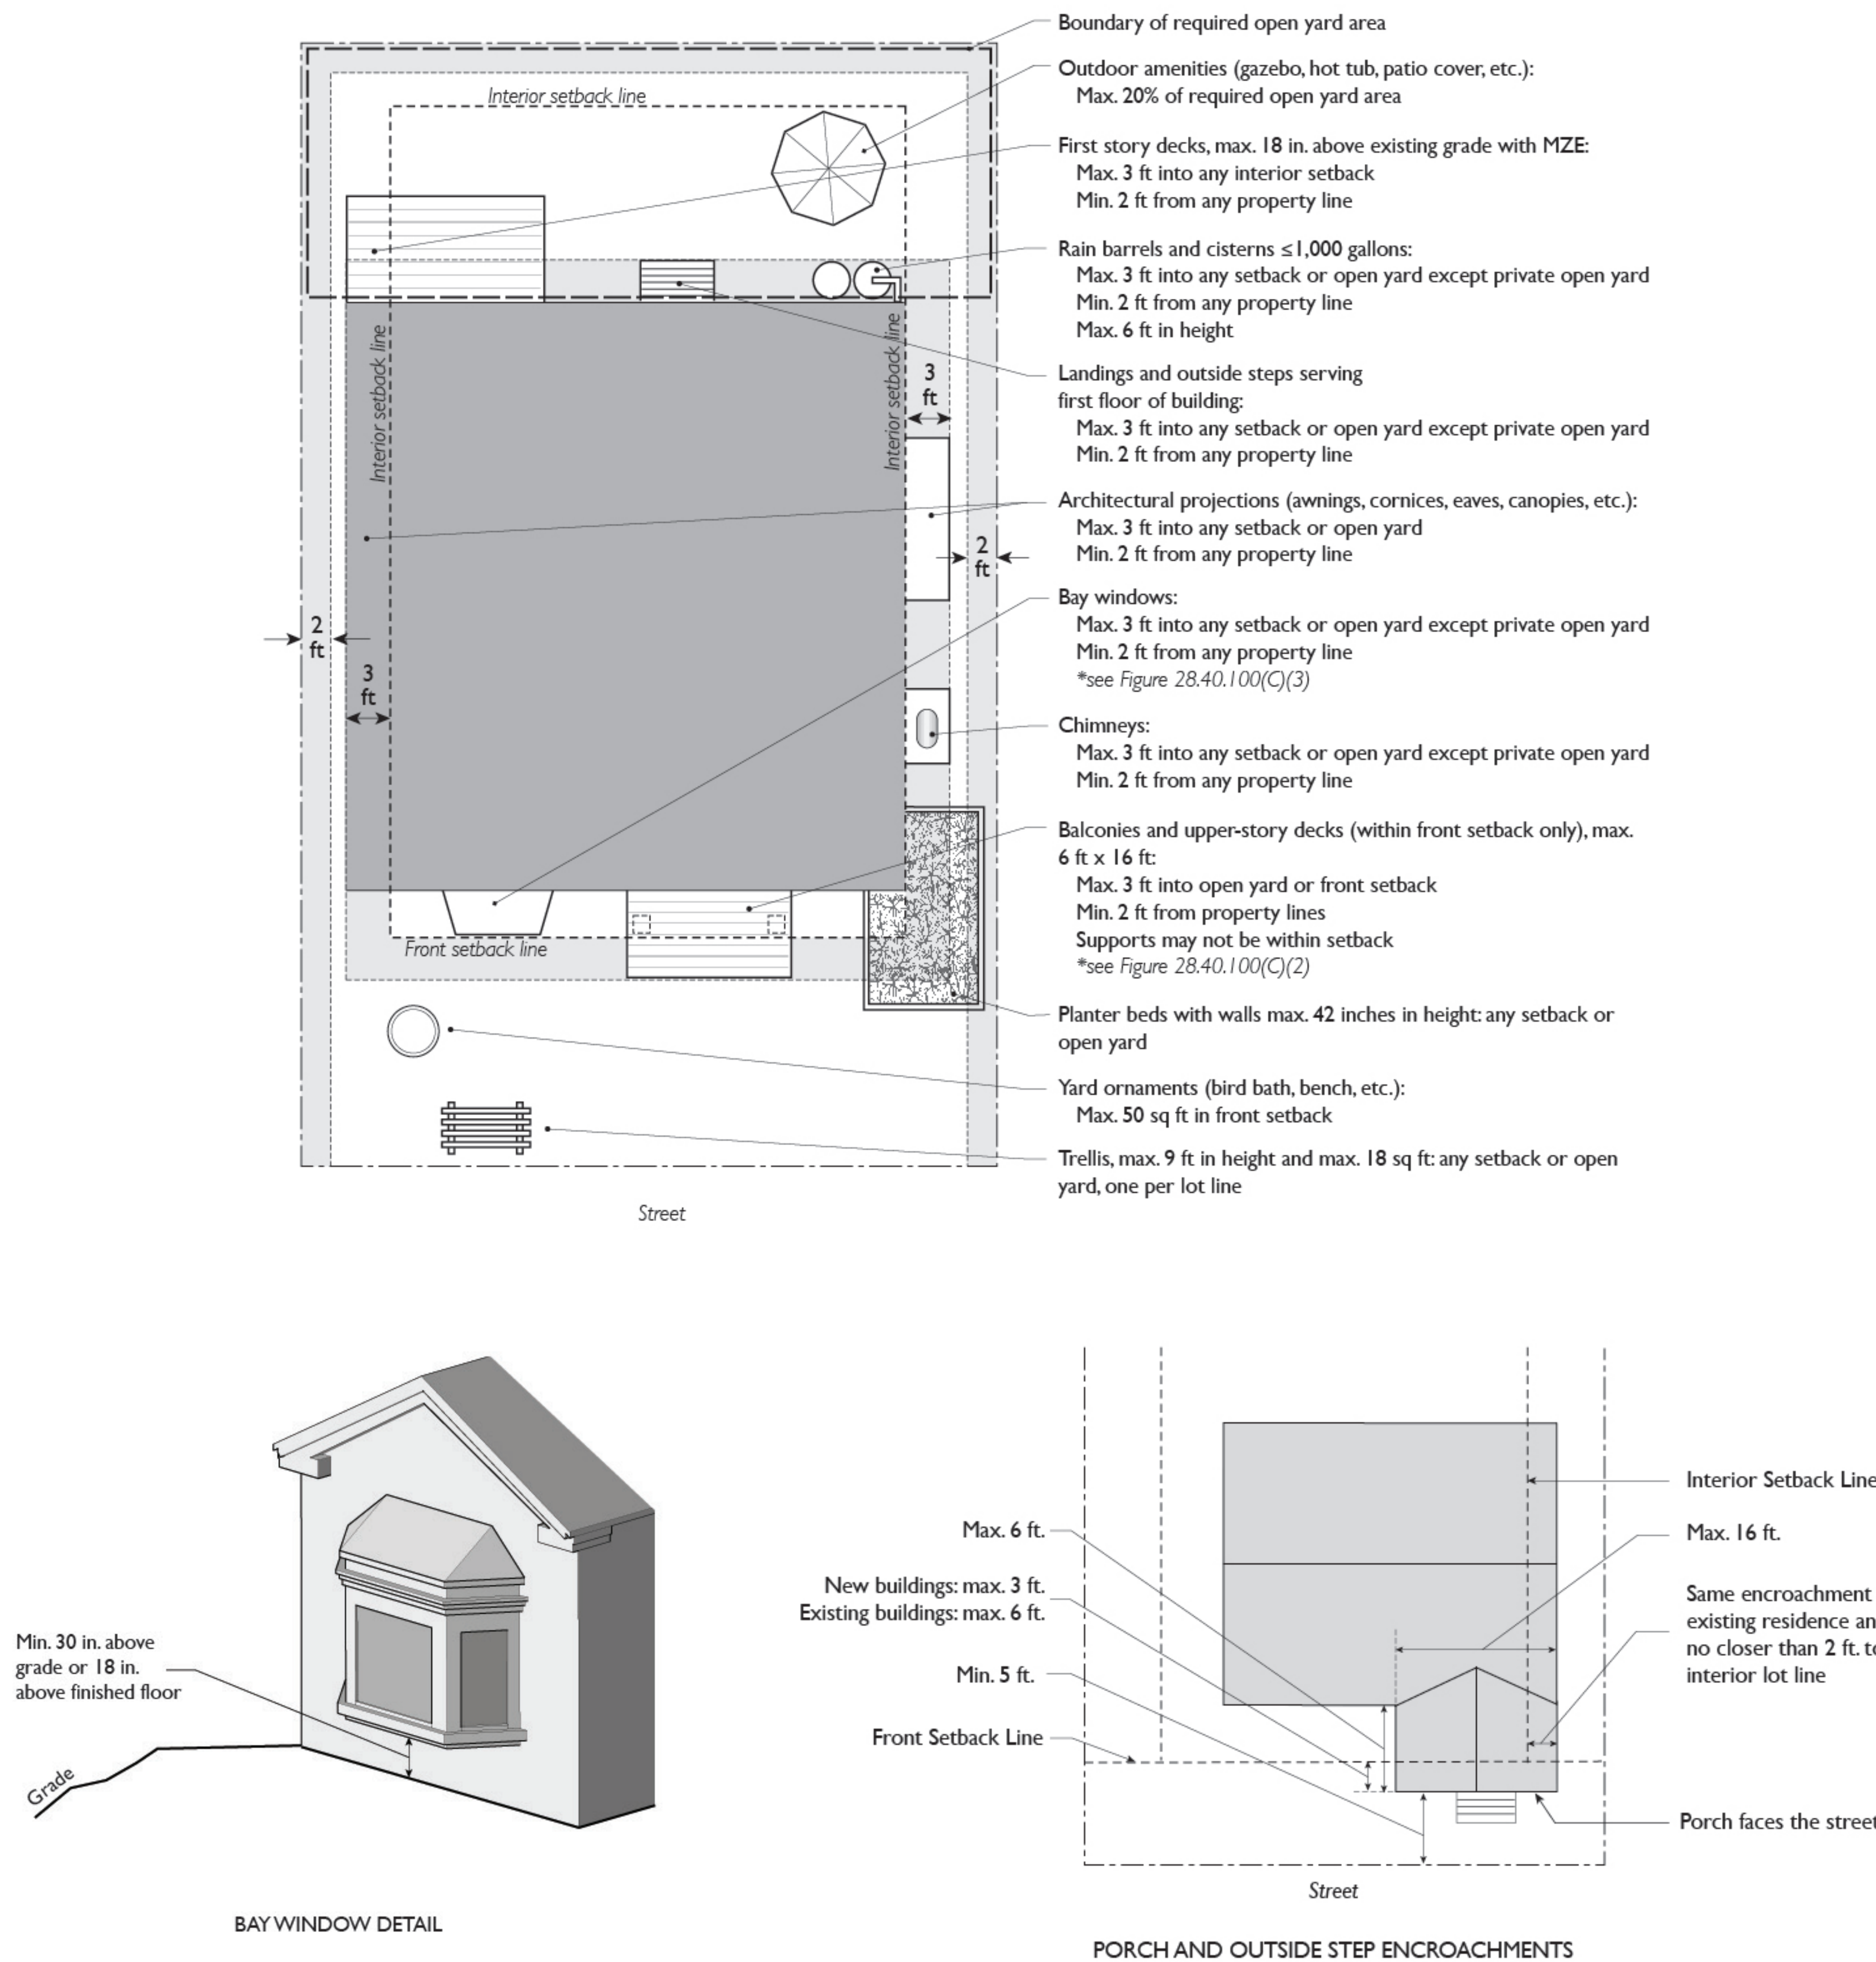 Boundary of required open yard area
Outdoor amenities (gazebo, hot tub, patio cover, etc.):
Max. 20% of required open yard area
First story decks, max. 18 in. above existing grade with MZE:
Max. 3 ft into any interior setback
Min. 2 ft from any property line
Rain barrels and cisterns ≤1,000 gallons:
Max. 3 ft into any setback or open yard except private open yard
Min. 2 ft from any property line
Max. 6 ft in height
Landings and outside steps serving
first floor of building:
Max. 3 ft into any setback or open yard except private open yard
Min. 2 ft from any property line
Architectural projections (awnings, cornices, eaves, canopies, etc.):
Max. 3 ft into any setback or open yard
Min. 2 ft from any property line
Bay windows:
Max. 3 ft into any setback or open yard except private open yard
Min. 2 ft from any property line
*see Figure 28.40.100(C)(3)
Chimneys:
Max. 3 ft into any setback or open yard except private open yard
Min. 2 ft from any property line
Balconies and upper-story decks (within front setback only), max.
6 ft x 16 ft:
Max. 3 ft into open yard or front setback
Min. 2 ft from property lines
Supports may not be within setback
*see Figure 28.40.100(C)(2)
Planter beds with walls max. 42 inches in height: any setback or
open yard
Yard ornaments (bird bath, bench, etc.):
Max. 50 sq ft in front setback
Trellis, max. 9 ft in height and max. 18 sq ft: any setback or open
yard, one per lot line
Interior setback line
Interior setback line
Interior setback line
3
ft
2
ft
2
ft
3
ft
Front setback line
Street
Min. 30 in. above
grade or 18 in.
above finished floor
Grade
BAY WINDOW DETAIL
Max. 6 ft.
New buildings: max. 3 ft.
Existing buildings: max. 6 ft.
Min. 5 ft.
Front Setback Line
Interior Setback Line
Max. 16 ft.
Same encroachment
existing residence an
no closer than 2 ft. to
interior lot line
Porch faces the street
Street
PORCH AND OUTSIDE STEP ENCROACHMENTS